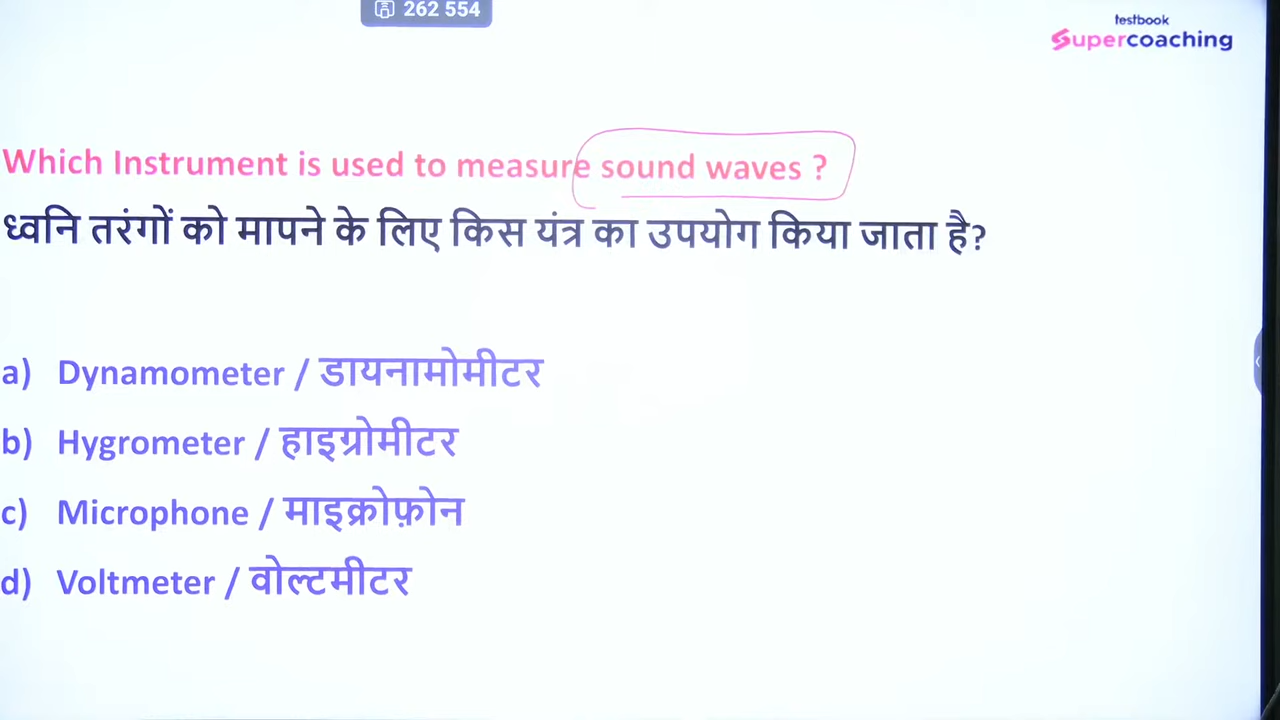 262 554
testbook
Supercoaching
Which Instrument is used to measure sound waves ?
ध्वनि तरंगों को मापने के लिए किस यंत्र का उपयोग किया जाता है?
a) Dynamometer / डायनामोमीटर
b) Hygrometer / हाइग्रोमीटर
c) Microphone / माइक्रोफ़ोन
d) Voltmeter / वोल्टमीटर